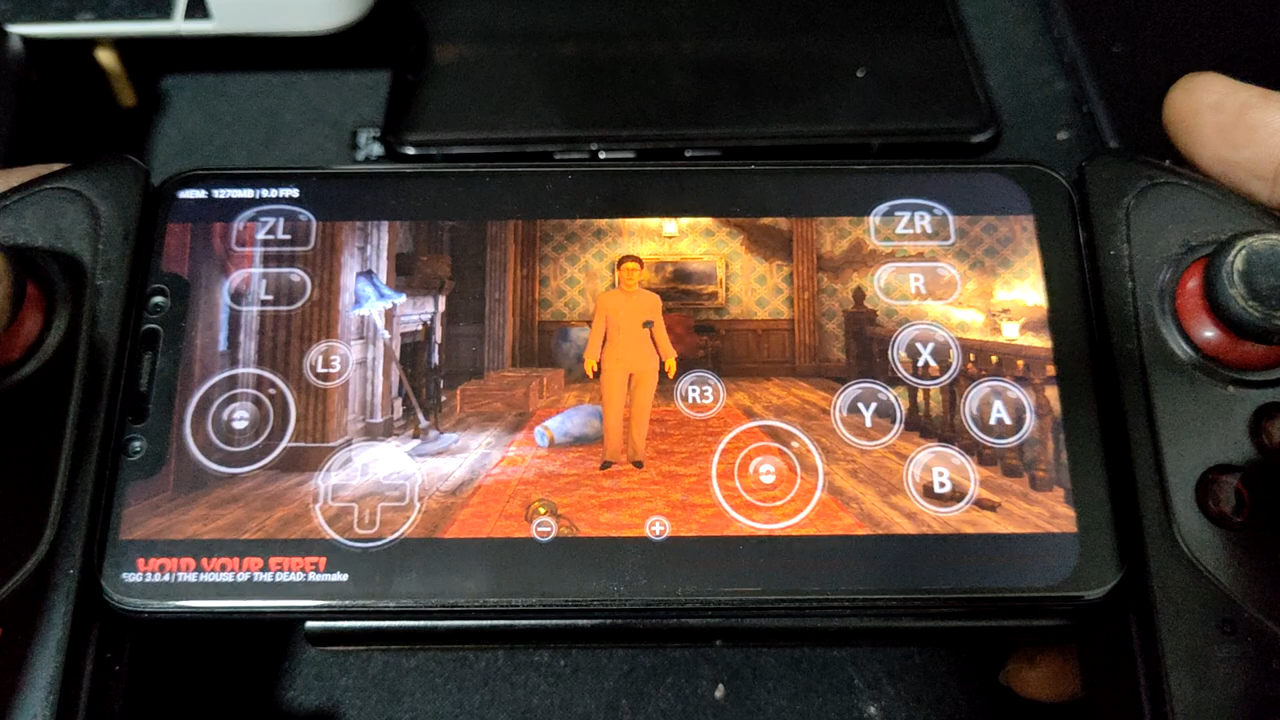 MEM: 1270MB | 9.0 FPS
ZL
ZR
L
R
L3
X
R3
Y
A
B
HOLD YOUR FIRE!
EGG 3.0.4 | THE HOUSE OF THE DEAD: Remake